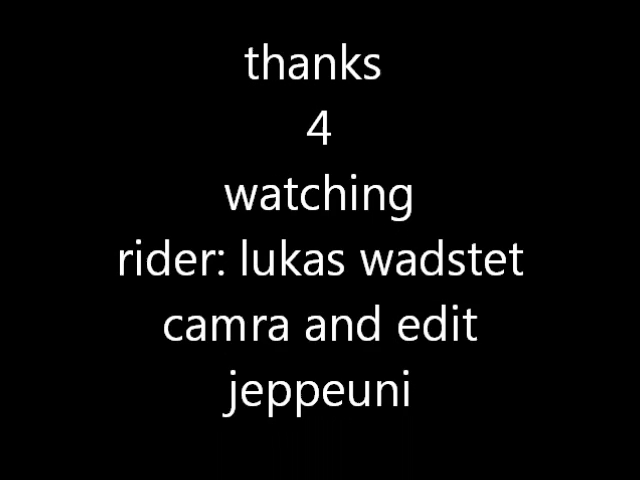 thanks
4
watching
rider: lukas wadstet
camra and edit
jeppeuni